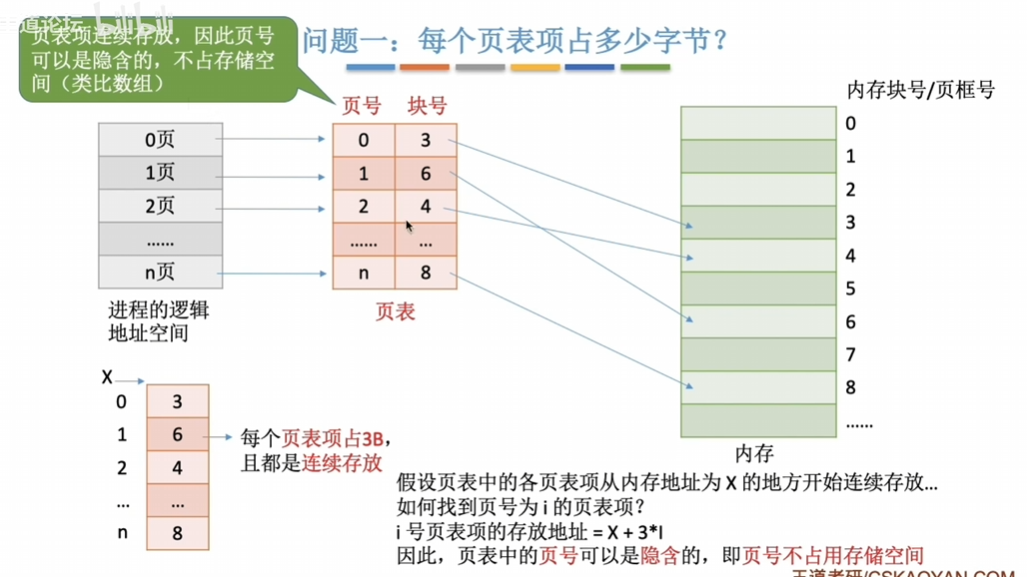 王道论坛 bilibili
问题一：每个页表项占多少字节？
页表项连续存放，因此页号
可以是隐含的，不占存储空
间（类比数组）
页号 块号
0页
1页
2页
……
n页
进程的逻辑
地址空间
0 3
1 6
2 4
…… …
n 8
页表
内存块号/页框号
0
1
2
3
4
5
6
7
8
……
内存
X
0 3
1 6
2 4
… …
n 8
每个页表项占3B，
且都是连续存放
假设页表中的各页表项从内存地址为 X 的地方开始连续存放…
如何找到页号为 i 的页表项？
i 号页表项的存放地址 = X + 3*I
因此，页表中的页号可以是隐含的，即页号不占用存储空间
王道考研/CSKAOYAN.COM